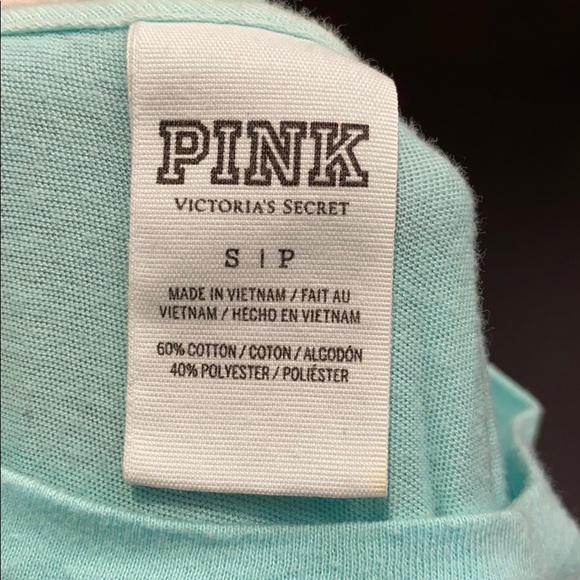 PINK
VICTORIA'S SECRET
S | P
MADE IN VIETNAM / FAIT AU
VIETNAM / HECHO EN VIETNAM
60% COTTON / COTON / ALGODÓN
40% POLYESTER / POLIÉSTER